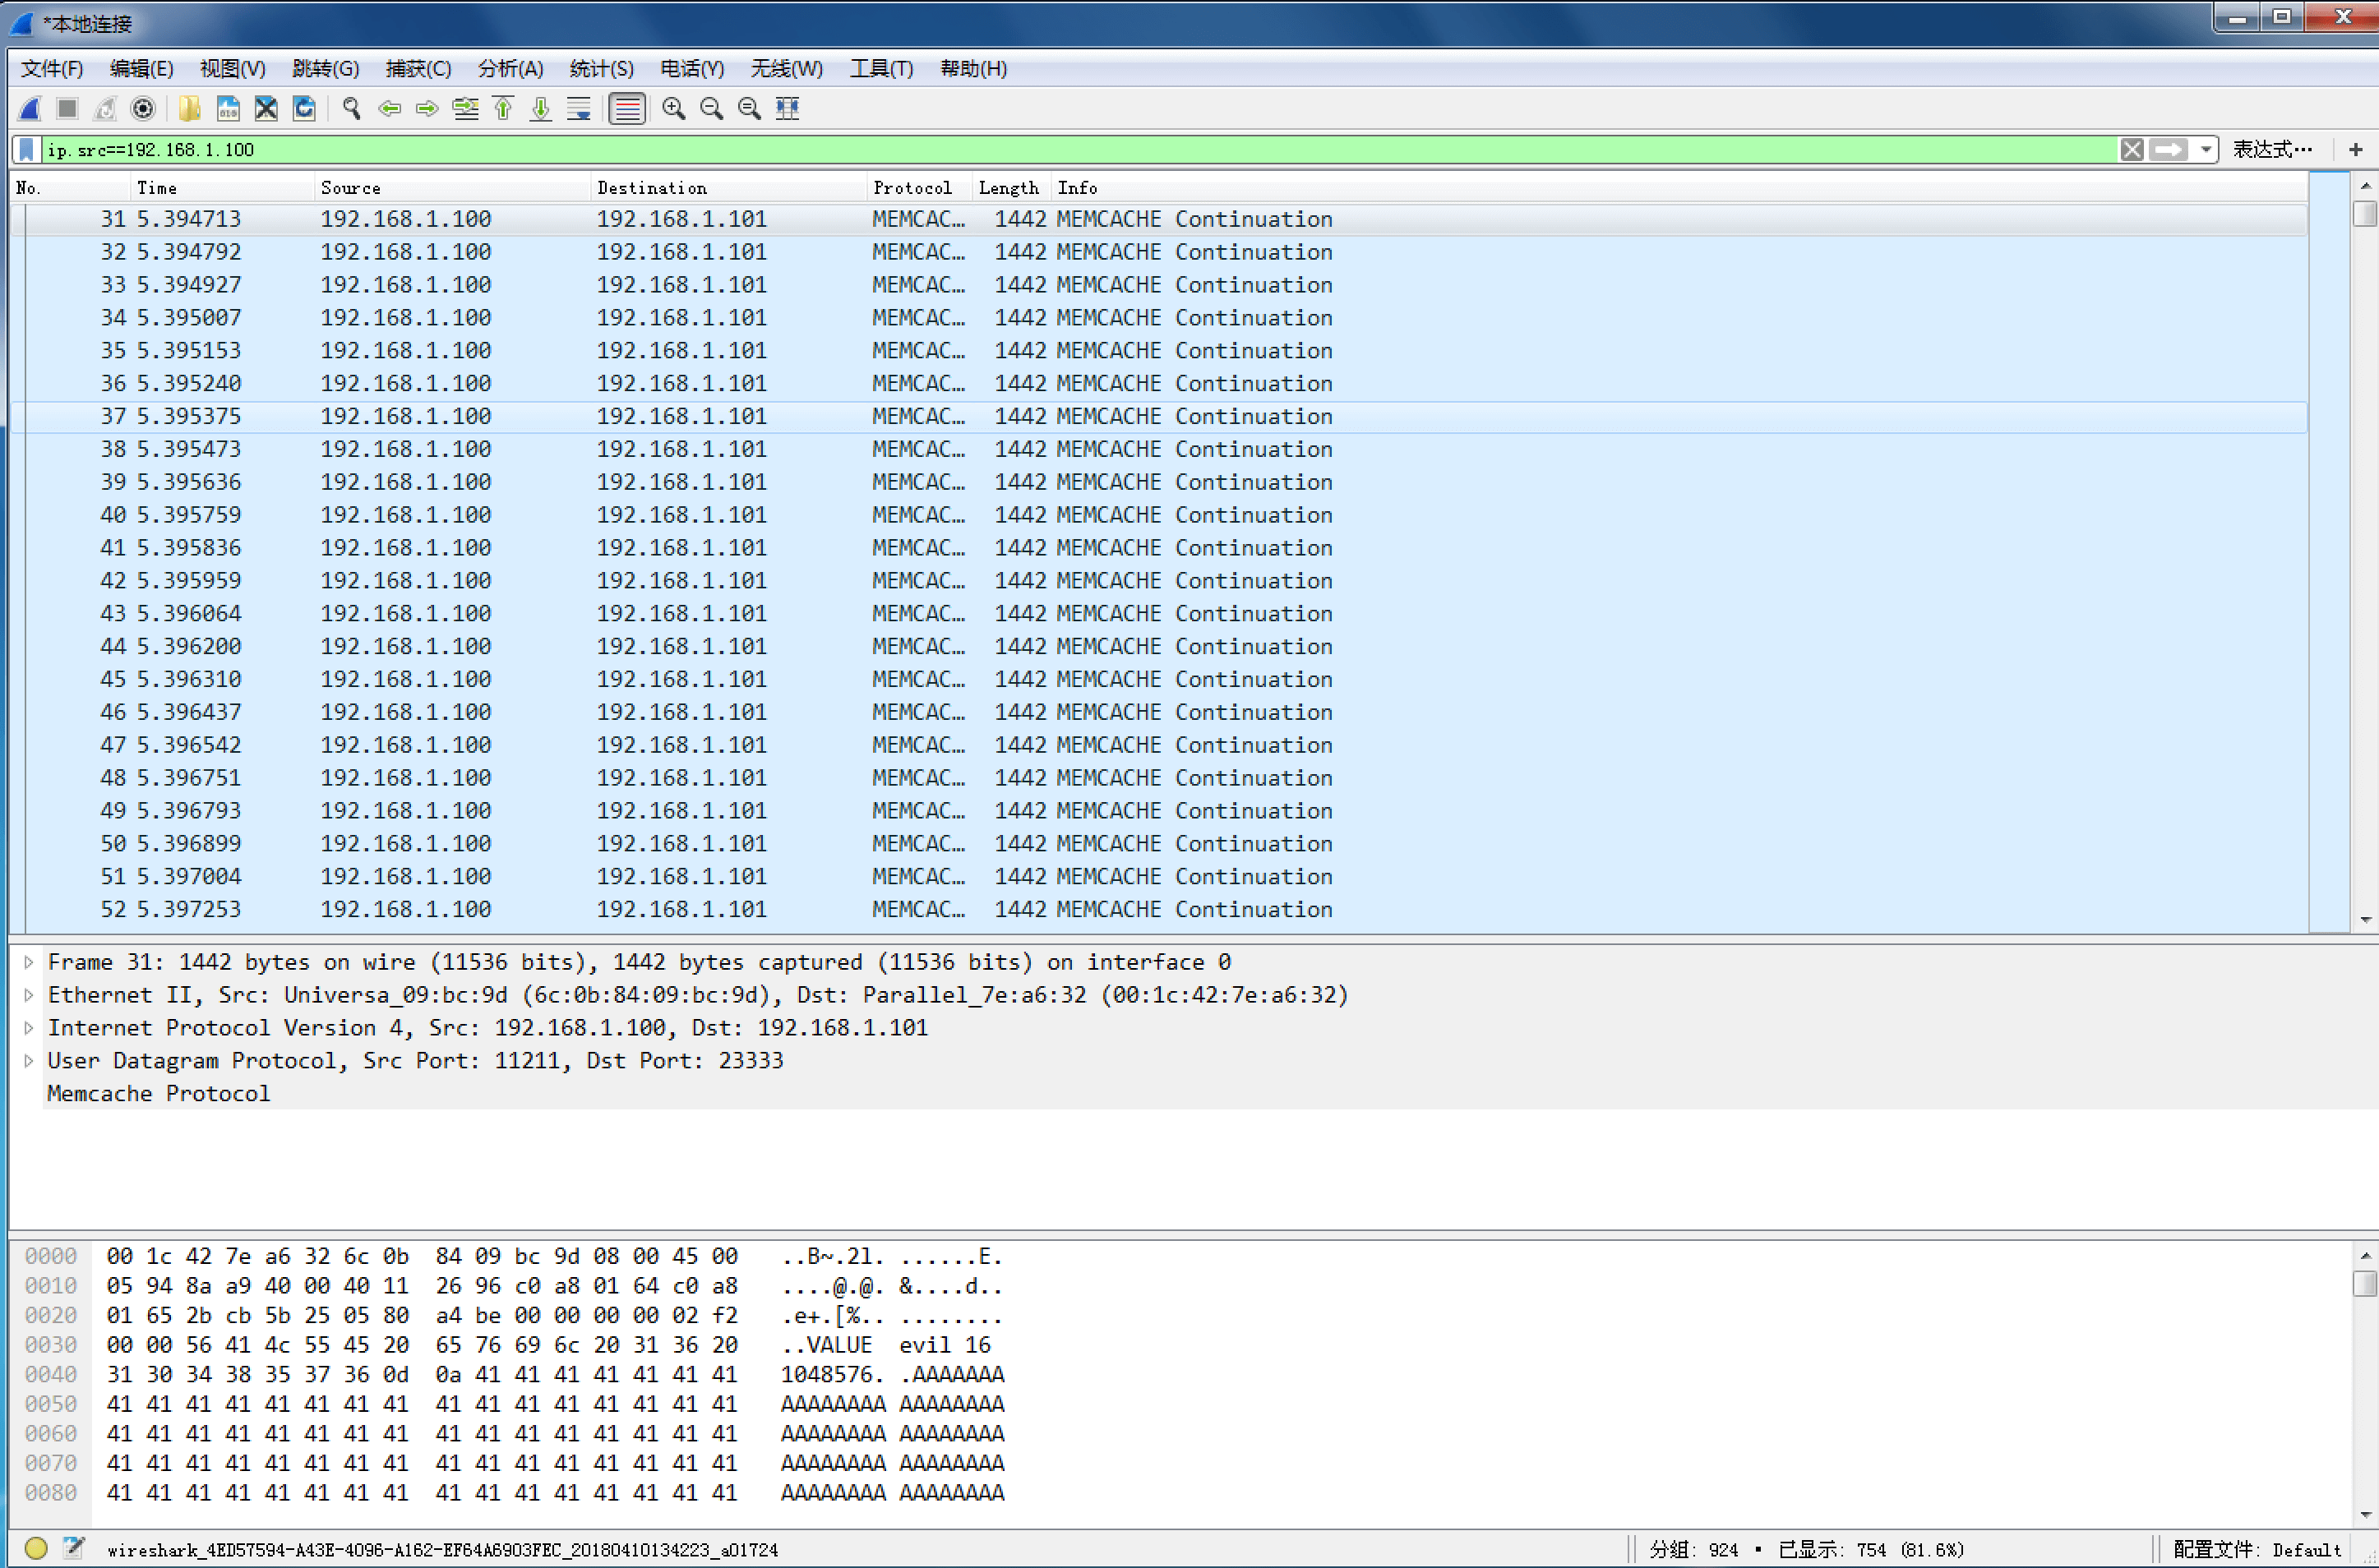 *本地连接
文件(F) 编辑(E) 视图(V) 跳转(G) 捕获(C) 分析(A) 统计(S) 电话(Y) 无线(W) 工具(T) 帮助(H)
ip.src==192.168.1.100 表达式… +
No. Time Source Destination Protocol Length Info
31 5.394713 192.168.1.100 192.168.1.101 MEMCAC… 1442 MEMCACHE Continuation
32 5.394792 192.168.1.100 192.168.1.101 MEMCAC… 1442 MEMCACHE Continuation
33 5.394927 192.168.1.100 192.168.1.101 MEMCAC… 1442 MEMCACHE Continuation
34 5.395007 192.168.1.100 192.168.1.101 MEMCAC… 1442 MEMCACHE Continuation
35 5.395153 192.168.1.100 192.168.1.101 MEMCAC… 1442 MEMCACHE Continuation
36 5.395240 192.168.1.100 192.168.1.101 MEMCAC… 1442 MEMCACHE Continuation
37 5.395375 192.168.1.100 192.168.1.101 MEMCAC… 1442 MEMCACHE Continuation
38 5.395473 192.168.1.100 192.168.1.101 MEMCAC… 1442 MEMCACHE Continuation
39 5.395636 192.168.1.100 192.168.1.101 MEMCAC… 1442 MEMCACHE Continuation
40 5.395759 192.168.1.100 192.168.1.101 MEMCAC… 1442 MEMCACHE Continuation
41 5.395836 192.168.1.100 192.168.1.101 MEMCAC… 1442 MEMCACHE Continuation
42 5.395959 192.168.1.100 192.168.1.101 MEMCAC… 1442 MEMCACHE Continuation
43 5.396064 192.168.1.100 192.168.1.101 MEMCAC… 1442 MEMCACHE Continuation
44 5.396200 192.168.1.100 192.168.1.101 MEMCAC… 1442 MEMCACHE Continuation
45 5.396310 192.168.1.100 192.168.1.101 MEMCAC… 1442 MEMCACHE Continuation
46 5.396437 192.168.1.100 192.168.1.101 MEMCAC… 1442 MEMCACHE Continuation
47 5.396542 192.168.1.100 192.168.1.101 MEMCAC… 1442 MEMCACHE Continuation
48 5.396751 192.168.1.100 192.168.1.101 MEMCAC… 1442 MEMCACHE Continuation
49 5.396793 192.168.1.100 192.168.1.101 MEMCAC… 1442 MEMCACHE Continuation
50 5.396899 192.168.1.100 192.168.1.101 MEMCAC… 1442 MEMCACHE Continuation
51 5.397004 192.168.1.100 192.168.1.101 MEMCAC… 1442 MEMCACHE Continuation
52 5.397253 192.168.1.100 192.168.1.101 MEMCAC… 1442 MEMCACHE Continuation
Frame 31: 1442 bytes on wire (11536 bits), 1442 bytes captured (11536 bits) on interface 0
Ethernet II, Src: Universa_09:bc:9d (6c:0b:84:09:bc:9d), Dst: Parallel_7e:a6:32 (00:1c:42:7e:a6:32)
Internet Protocol Version 4, Src: 192.168.1.100, Dst: 192.168.1.101
User Datagram Protocol, Src Port: 11211, Dst Port: 23333
Memcache Protocol
0000 00 1c 42 7e a6 32 6c 0b 84 09 bc 9d 08 00 45 00 ..B~.2l. ......E.
0010 05 94 8a a9 40 00 40 11 26 96 c0 a8 01 64 c0 a8 ....@.@. &....d..
0020 01 65 2b cb 5b 25 05 80 a4 be 00 00 00 00 02 f2 .e+.[%.. ........
0030 00 00 56 41 4c 55 45 20 65 76 69 6c 20 31 36 20 ..VALUE evil 16
0040 31 30 34 38 35 37 36 0d 0a 41 41 41 41 41 41 41 1048576. .AAAAAAA
0050 41 41 41 41 41 41 41 41 41 41 41 41 41 41 41 41 AAAAAAAA AAAAAAAA
0060 41 41 41 41 41 41 41 41 41 41 41 41 41 41 41 41 AAAAAAAA AAAAAAAA
0070 41 41 41 41 41 41 41 41 41 41 41 41 41 41 41 41 AAAAAAAA AAAAAAAA
0080 41 41 41 41 41 41 41 41 41 41 41 41 41 41 41 41 AAAAAAAA AAAAAAAA
wireshark_4ED57594-A43E-4096-A162-EF64A6903FEC_20180410134223_a01724 分组: 924 · 已显示: 754 (81.6%) 配置文件: Default